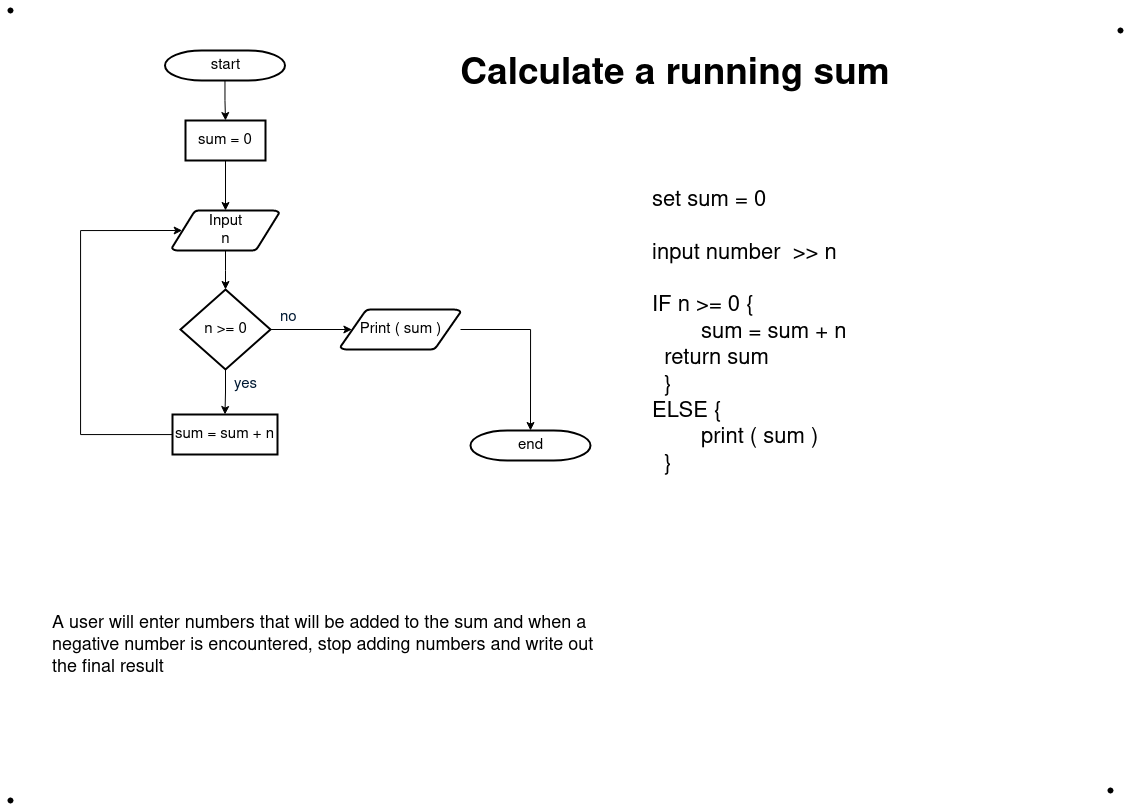 Calculate a running sum
start
sum = 0
Input
n
n >= 0
no
Print ( sum )
yes
sum = sum + n
end
set sum = 0
input number  >> n
IF n >= 0 {
sum = sum + n
return sum
}
ELSE {
print ( sum )
}
A user will enter numbers that will be added to the sum and when a
negative number is encountered, stop adding numbers and write out
the final result